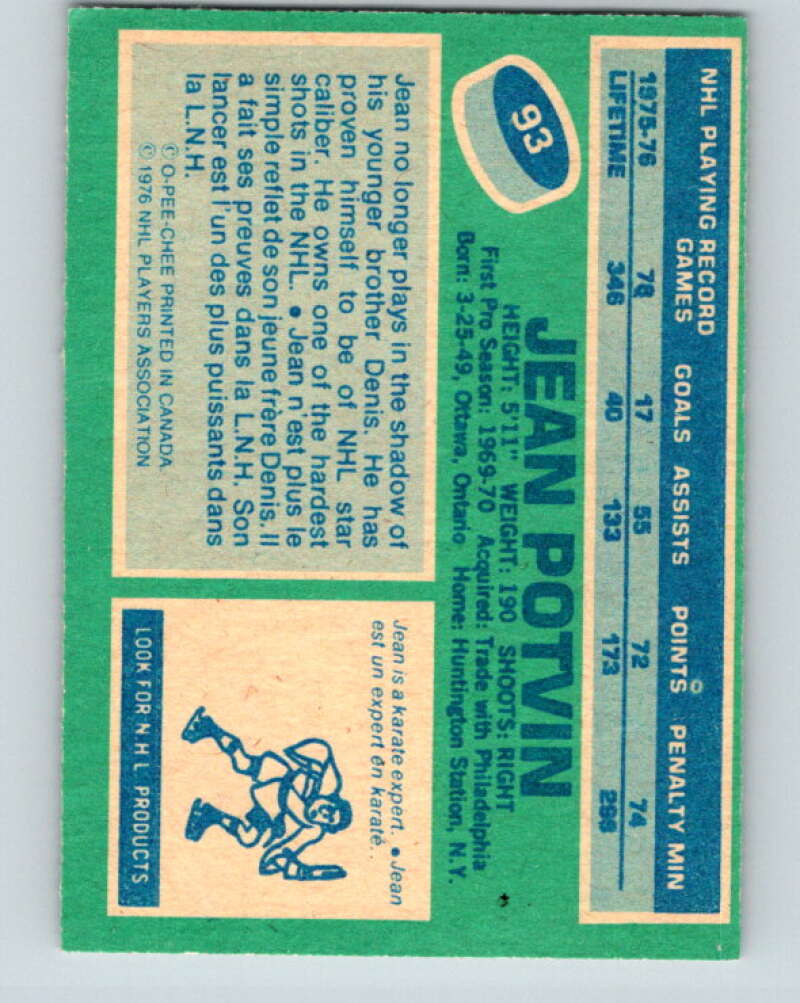 NHL PLAYING RECORD
GAMES GOALS ASSISTS POINTS PENALTY MIN
1975-76 78 17 55 72 74
LIFETIME 346 40 133 173 298
93
JEAN POTVIN
HEIGHT: 5'11" WEIGHT: 190 SHOOTS: RIGHT
First Pro Season: 1969-70 Acquired: Trade with Philadelphia
Born: 3-25-49, Ottawa, Ontario Home: Huntington Station, N.Y.
Jean no longer plays in the shadow of
his younger brother Denis. He has
proven himself to be of NHL star
caliber. He owns one of the hardest
shots in the NHL. • Jean n'est plus le
simple reflet de son jeune frère Denis. Il
a fait ses preuves dans la L.N.H. Son
lancer est l'un des plus puissants dans
la L.N.H.
© O-PEE-CHEE PRINTED IN CANADA
© 1976 NHL PLAYERS ASSOCIATION
Jean is a karate expert. • Jean
est un expert en karaté.
LOOK FOR NHL PRODUCTS